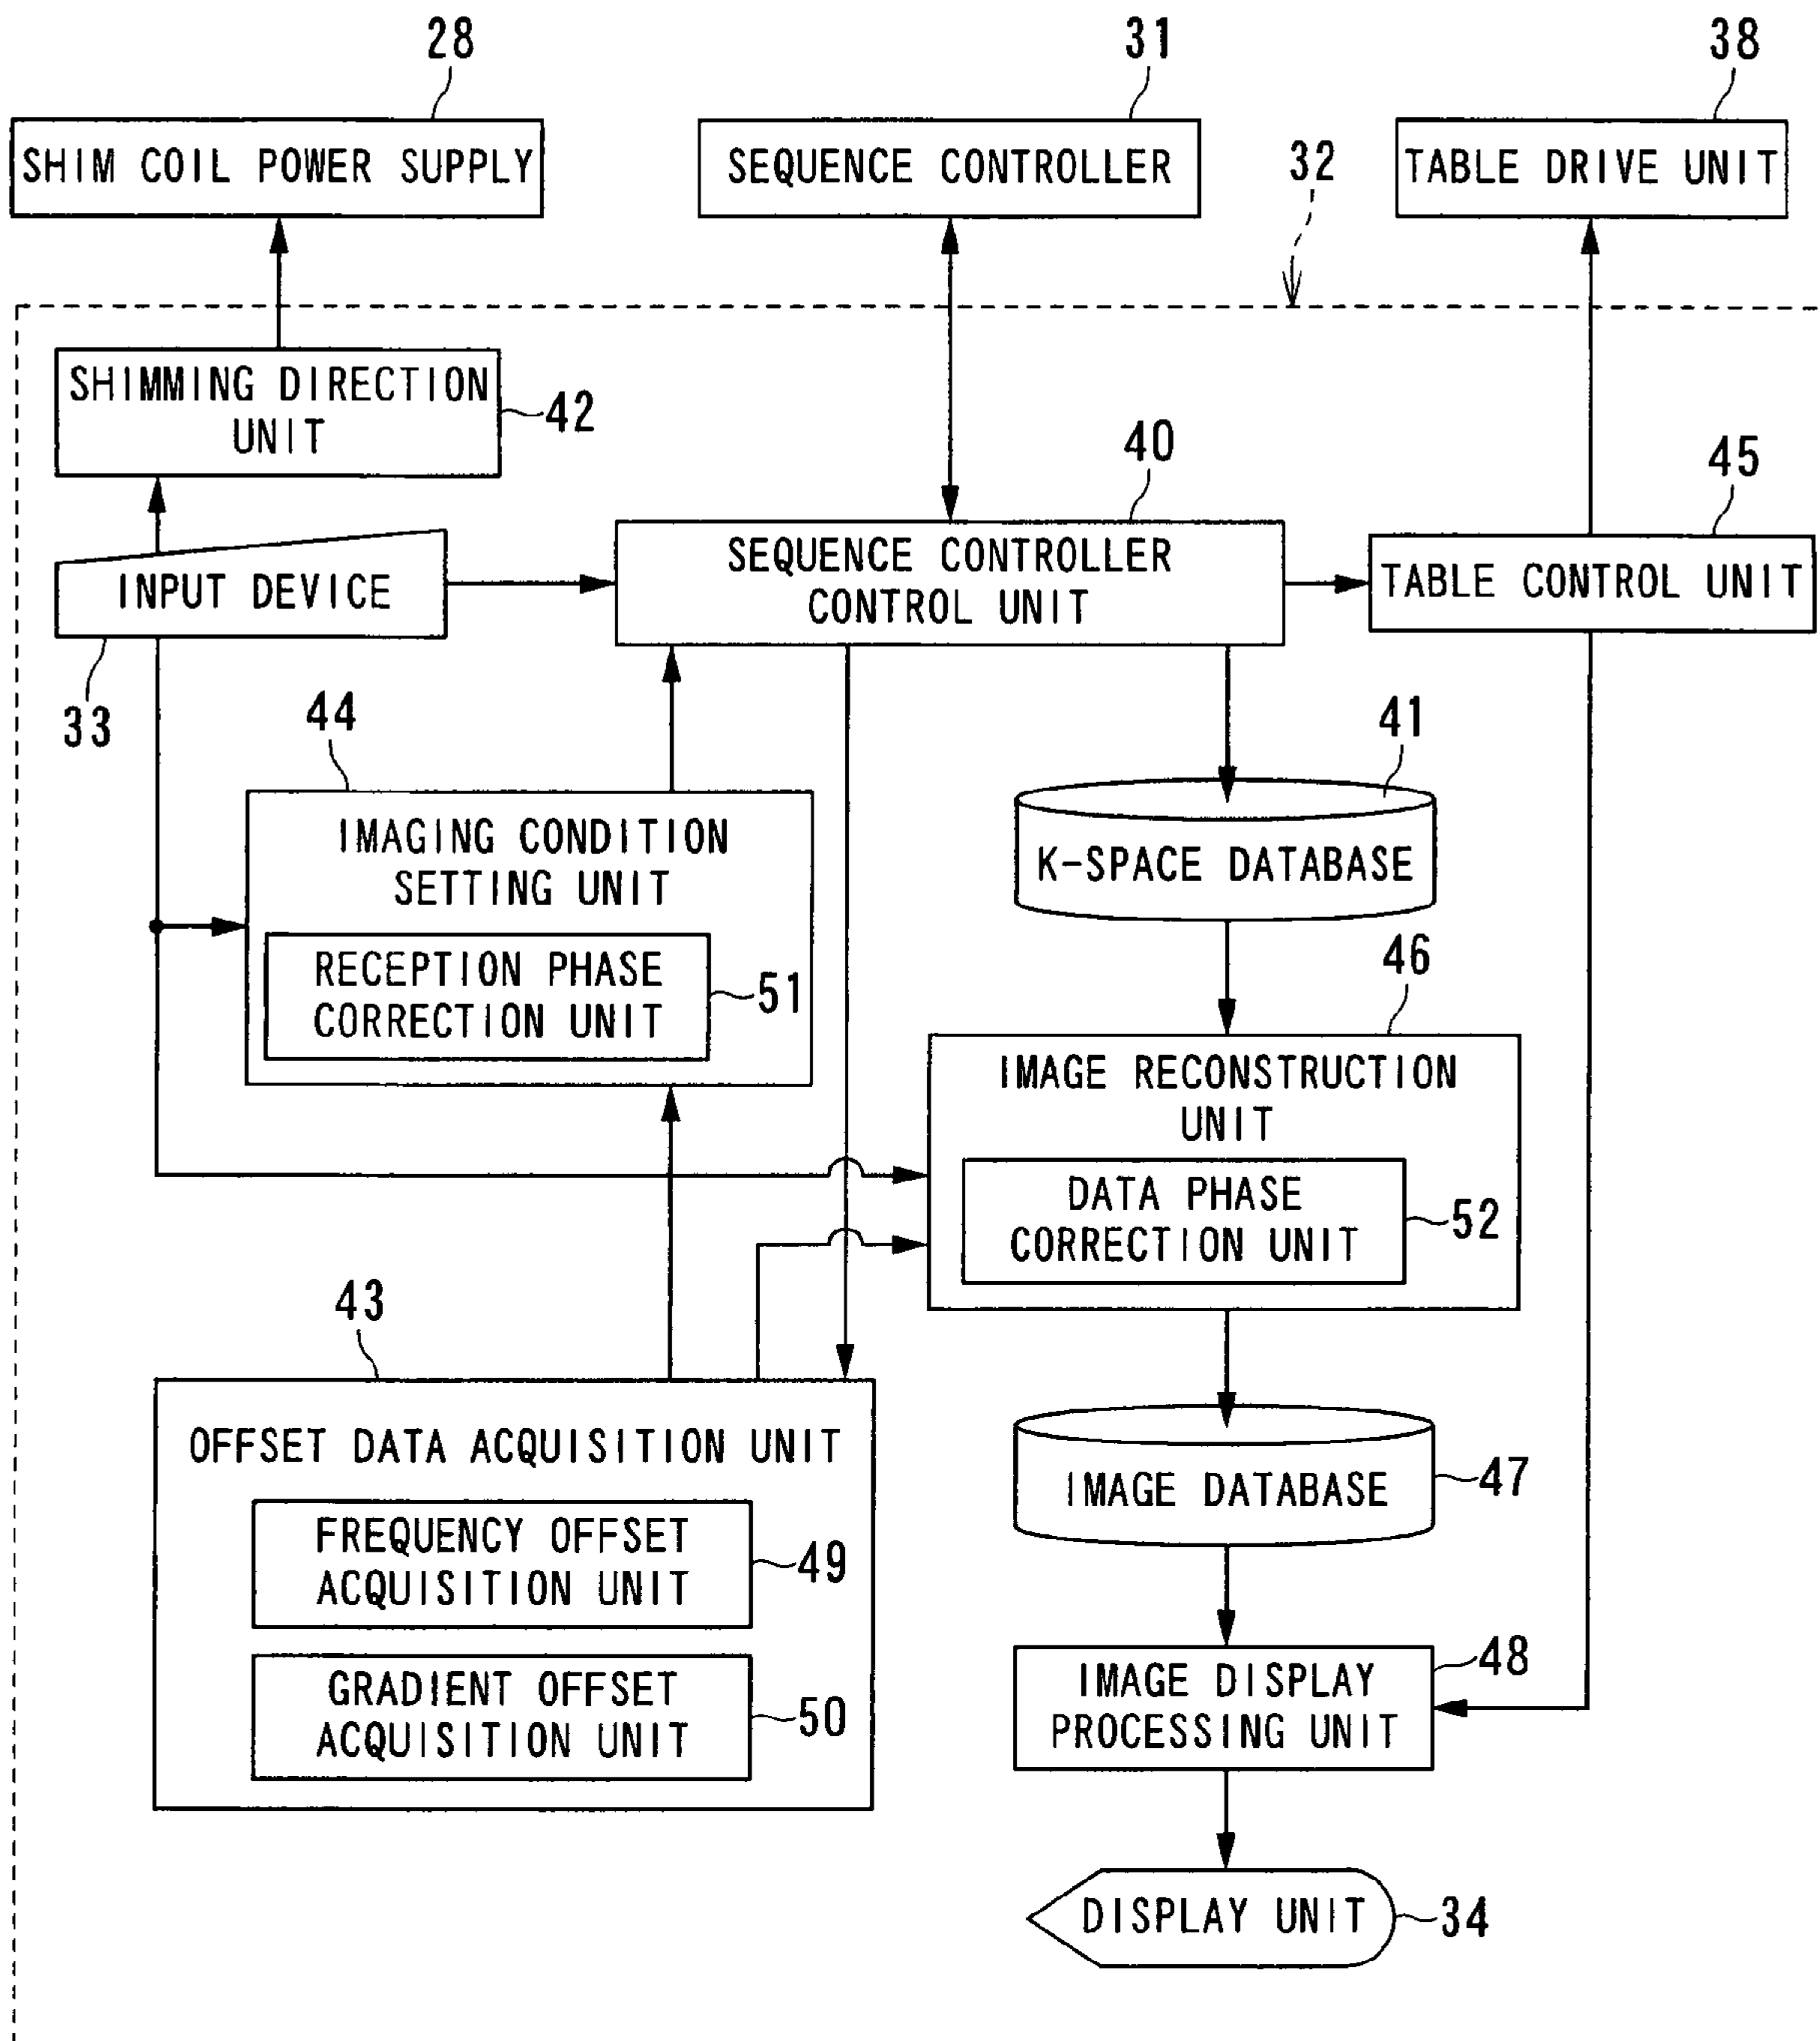 28
31
38
SHIM COIL POWER SUPPLY
SEQUENCE CONTROLLER
32
TABLE DRIVE UNIT
SHIMMING DIRECTION
UNIT
42
40
45
INPUT DEVICE
SEQUENCE CONTROLLER
CONTROL UNIT
TABLE CONTROL UNIT
33
44
41
IMAGING CONDITION
SETTING UNIT
K-SPACE DATABASE
RECEPTION PHASE
CORRECTION UNIT
51
46
IMAGE RECONSTRUCTION
UNIT
DATA PHASE
CORRECTION UNIT
52
43
OFFSET DATA ACQUISITION UNIT
IMAGE DATABASE
47
FREQUENCY OFFSET
ACQUISITION UNIT
49
GRADIENT OFFSET
ACQUISITION UNIT
50
IMAGE DISPLAY
PROCESSING UNIT
48
DISPLAY UNIT
34